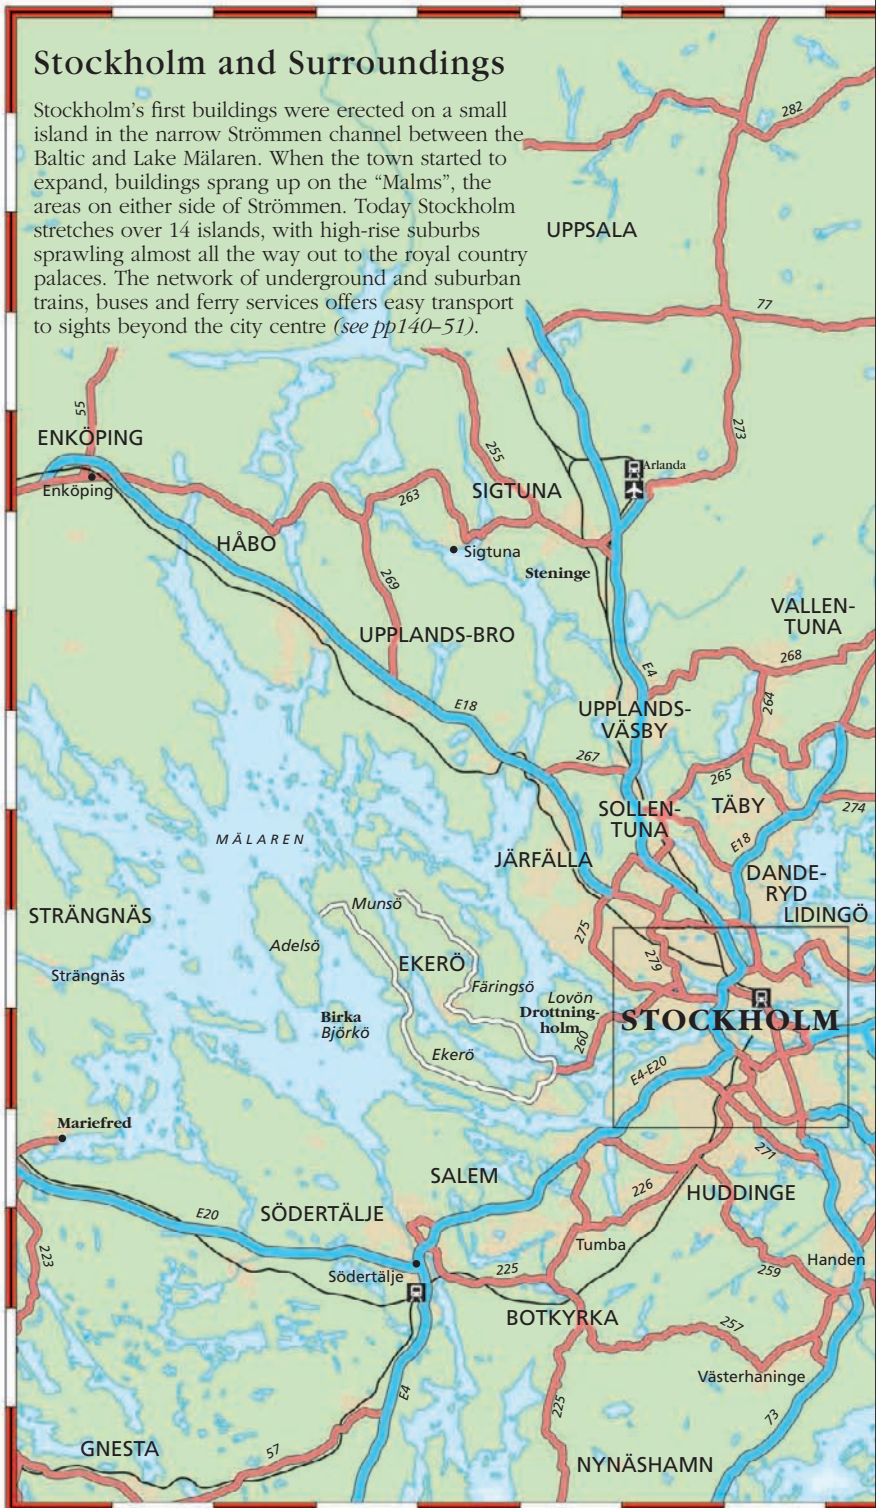 Stockholm and Surroundings
Stockholm's first buildings were erected on a small
island in the narrow Strömmen channel between the
Baltic and Lake Mälaren. When the town started to
expand, buildings sprang up on the “Malms”, the
areas on either side of Strömmen. Today Stockholm
stretches over 14 islands, with high-rise suburbs
sprawling almost all the way out to the royal country
palaces. The network of underground and suburban
trains, buses and ferry services offers easy transport
to sights beyond the city centre (see pp140–51).
282
UPPSALA
77
55
273
ENKÖPING
255
Arlanda
Enköping
263
SIGTUNA
HÅBO
Sigtuna
Steninge
269
VALLEN-
TUNA
UPPLANDS-BRO
268
E4
264
E18
UPPLANDS-
VÄSBY
267
265
TÄBY
274
SOLLEN-
TUNA
MÄLAREN
E18
JÄRFÄLLA
DANDE-
RYD
LIDINGÖ
Munsö
STRÄNGNÄS
275
Adelsö
EKERÖ
279
Strängnäs
Färingsö
Lovön
Drottning-
holm
Birka
Björkö
STOCKHOLM
260
Ekerö
E4-E20
Mariefred
271
SALEM
226
HUDDINGE
E20
SÖDERTÄLJE
Tumba
223
Handen
225
259
Södertälje
BOTKYRKA
257
Västerhaninge
E4
225
73
GNESTA
57
NYNÄSHAMN